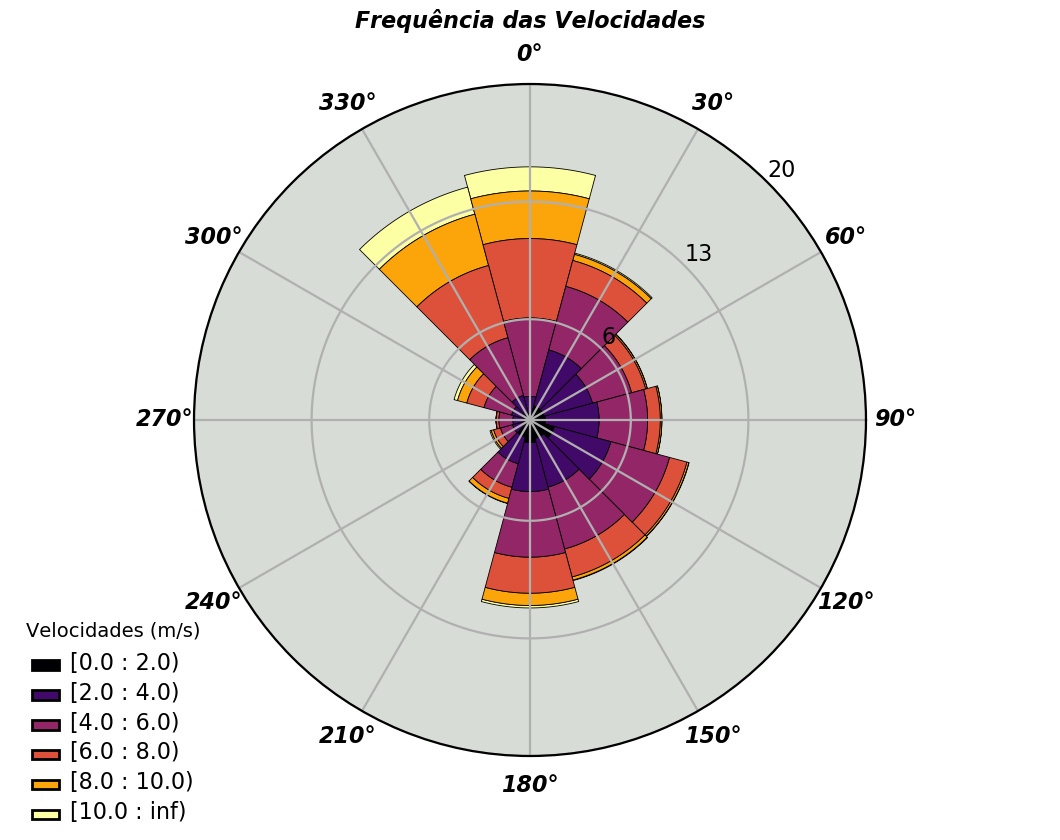 Frequência das Velocidades
0°
330°
30°
20
300°
60°
13
6
270°
90°
240°
120°
Velocidades (m/s)
[0.0 : 2.0)
[2.0 : 4.0)
[4.0 : 6.0)
[6.0 : 8.0)
[8.0 : 10.0)
[10.0 : inf)
210°
150°
180°